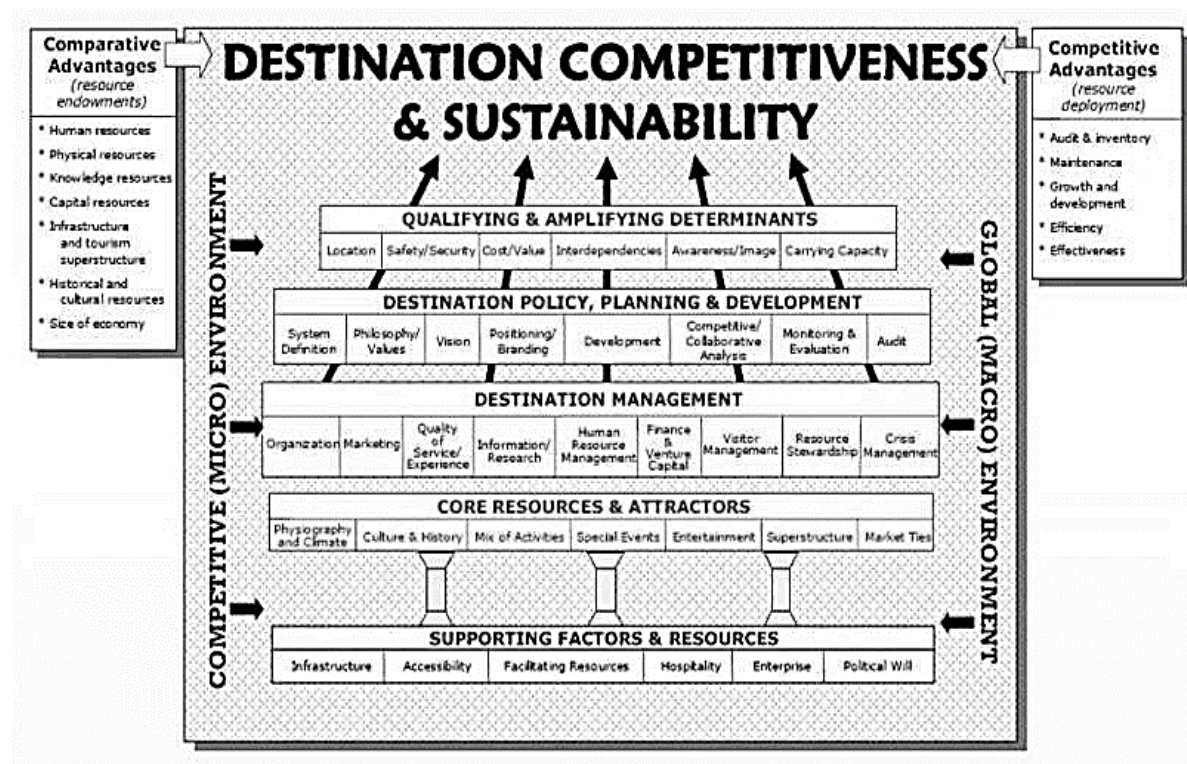 Comparative
Advantages
(resource
endowments)
* Human resources
* Physical resources
* Knowledge resources
* Capital resources
* Infrastructure
and tourism
superstructure
* Historical and
cultural resources
* Size of economy
DESTINATION COMPETITIVENESS
& SUSTAINABILITY
Competitive
Advantages
(resource
deployment)
* Audit & inventory
* Maintenance
* Growth and
development
* Efficiency
* Effectiveness
COMPETITIVE (MICRO) ENVIRONMENT
GLOBAL (MACRO) ENVIRONMENT
QUALIFYING & AMPLIFYING DETERMINANTS
Location
Safety/Security
Cost/Value
Interdependencies
Awareness/Image
Carrying Capacity
DESTINATION POLICY, PLANNING & DEVELOPMENT
System
Definition
Philosophy/
Values
Vision
Positioning/
Branding
Development
Competitive/
Collaborative
Analysis
Monitoring &
Evaluation
Audit
DESTINATION MANAGEMENT
Organization
Marketing
Quality
of
Service/
Experience
Information/
Research
Human
Resource
Management
Finance
&
Venture
Capital
Visitor
Management
Resource
Stewardship
Crisis
Management
CORE RESOURCES & ATTRACTORS
Physiography
and Climate
Culture & History
Mix of Activities
Special Events
Entertainment
Superstructure
Market Ties
SUPPORTING FACTORS & RESOURCES
Infrastructure
Accessibility
Facilitating Resources
Hospitality
Enterprise
Political Will